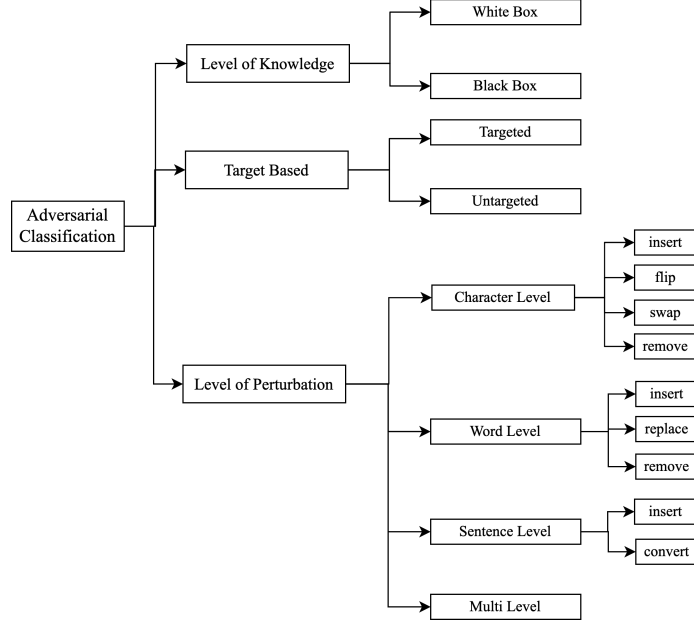 White Box
Level of Knowledge
Black Box
Targeted
Target Based
Untargeted
Adversarial
Classification
insert
flip
Character Level
swap
remove
Level of Perturbation
insert
replace
Word Level
remove
insert
Sentence Level
convert
Multi Level